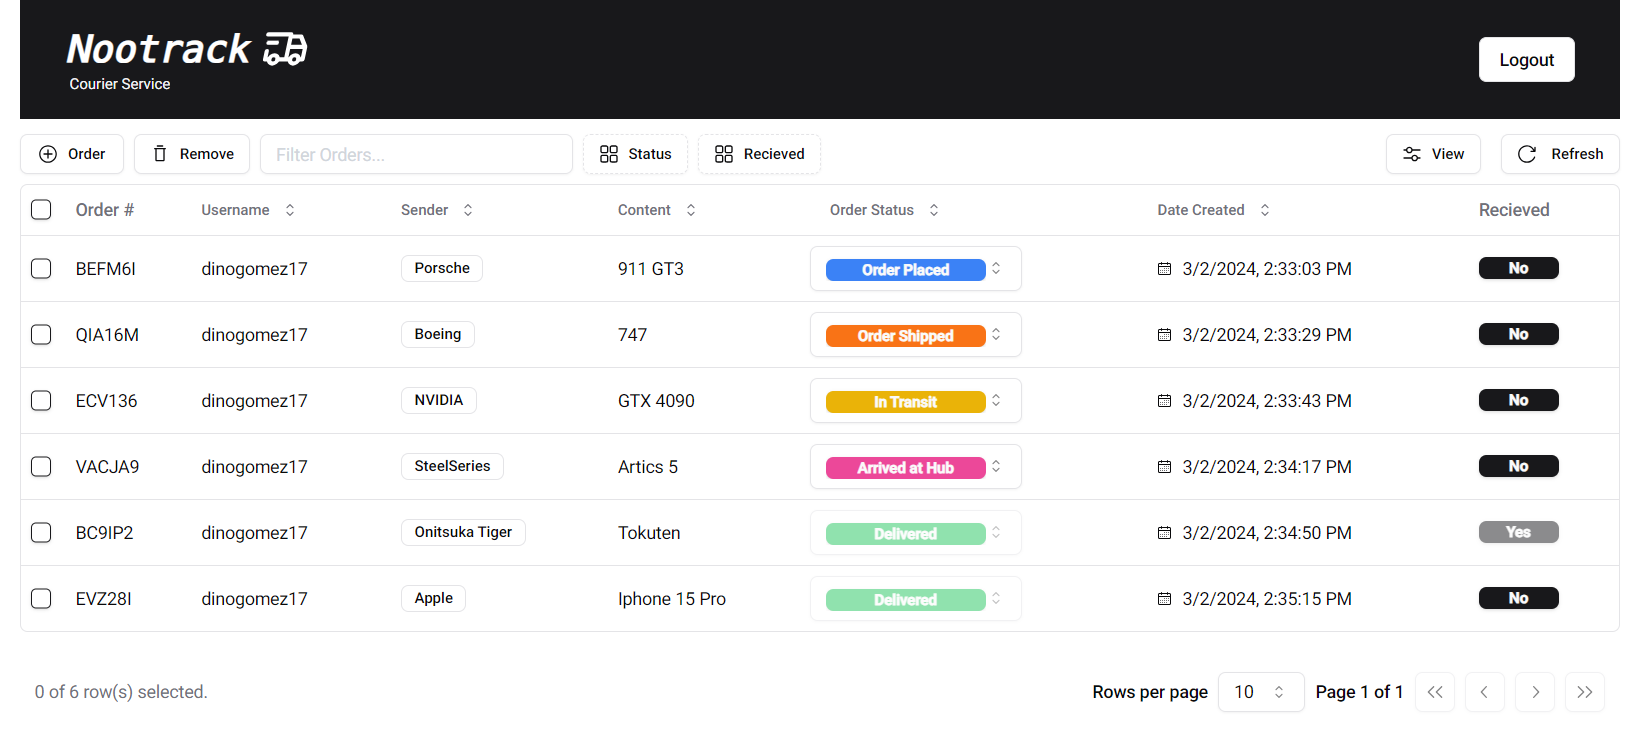 Nootrack
Courier Service
Logout
Order Remove Filter Orders... Status Recieved View Refresh
Order # Username Sender Content Order Status Date Created Recieved
BEFM6I dinogomez17 Porsche 911 GT3 Order Placed 3/2/2024, 2:33:03 PM No
QIA16M dinogomez17 Boeing 747 Order Shipped 3/2/2024, 2:33:29 PM No
ECV136 dinogomez17 NVIDIA GTX 4090 In Transit 3/2/2024, 2:33:43 PM No
VACJA9 dinogomez17 SteelSeries Artics 5 Arrived at Hub 3/2/2024, 2:34:17 PM No
BC9IP2 dinogomez17 Onitsuka Tiger Tokuten Delivered 3/2/2024, 2:34:50 PM Yes
EVZ28I dinogomez17 Apple Iphone 15 Pro Delivered 3/2/2024, 2:35:15 PM No
0 of 6 row(s) selected. Rows per page 10 Page 1 of 1